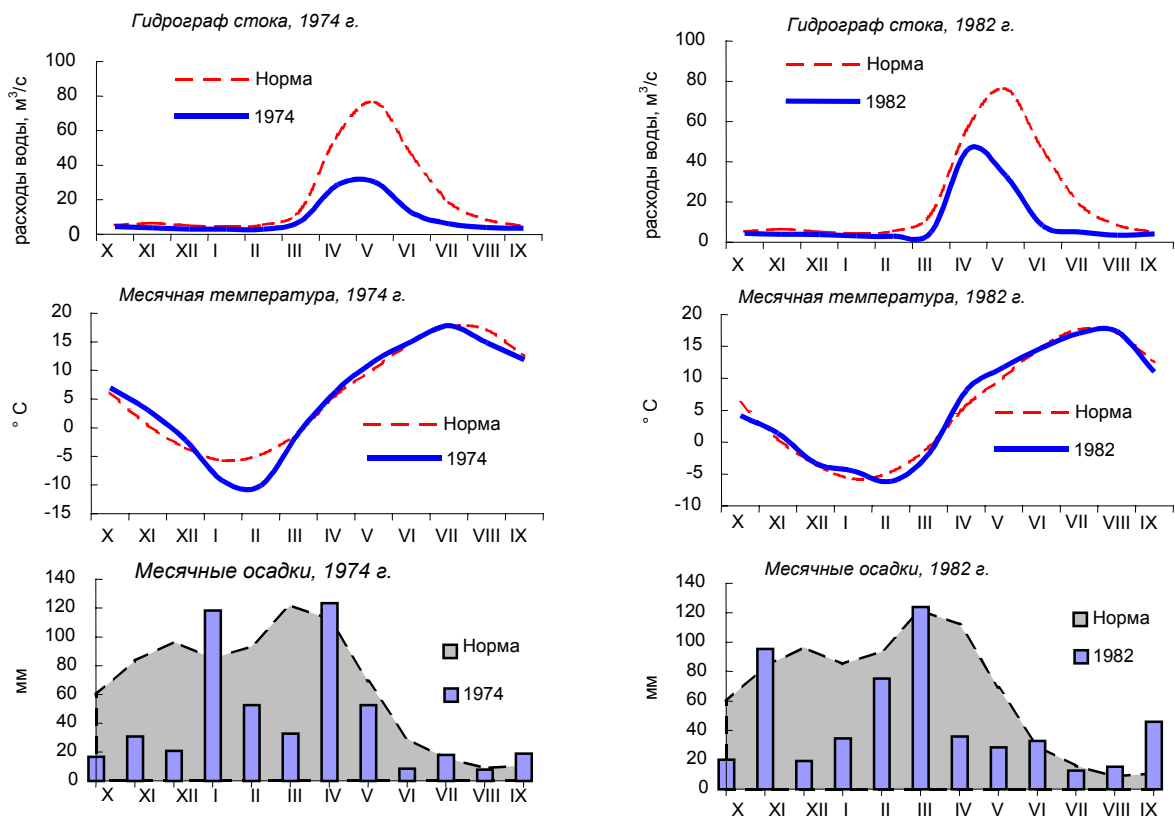 Гидрограф стока, 1974 г.
расходы воды, м³/с
100
80
60
40
20
0
Норма
1974
X XI XII I II III IV V VI VII VIII IX
Месячная температура, 1974 г.
° C
20
15
10
5
0
-5
-10
-15
Норма
1974
X XI XII I II III IV V VI VII VIII IX
Месячные осадки, 1974 г.
мм
140
120
100
80
60
40
20
0
Норма
1974
X XI XII I II III IV V VI VII VIII IX
Гидрограф стока, 1982 г.
расходы воды, м³/с
100
80
60
40
20
0
Норма
1982
X XI XII I II III IV V VI VII VIII IX
Месячная температура, 1982 г.
° C
20
15
10
5
0
-5
-10
Норма
1982
X XI XII I II III IV V VI VII VIII IX
Месячные осадки, 1982 г.
мм
140
120
100
80
60
40
20
0
Норма
1982
X XI XII I II III IV V VI VII VIII IX